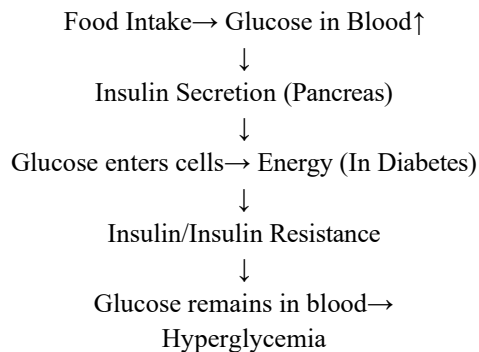 Food Intake→ Glucose in Blood↑
↓
Insulin Secretion (Pancreas)
↓
Glucose enters cells→ Energy (In Diabetes)
↓
Insulin/Insulin Resistance
↓
Glucose remains in blood→
Hyperglycemia